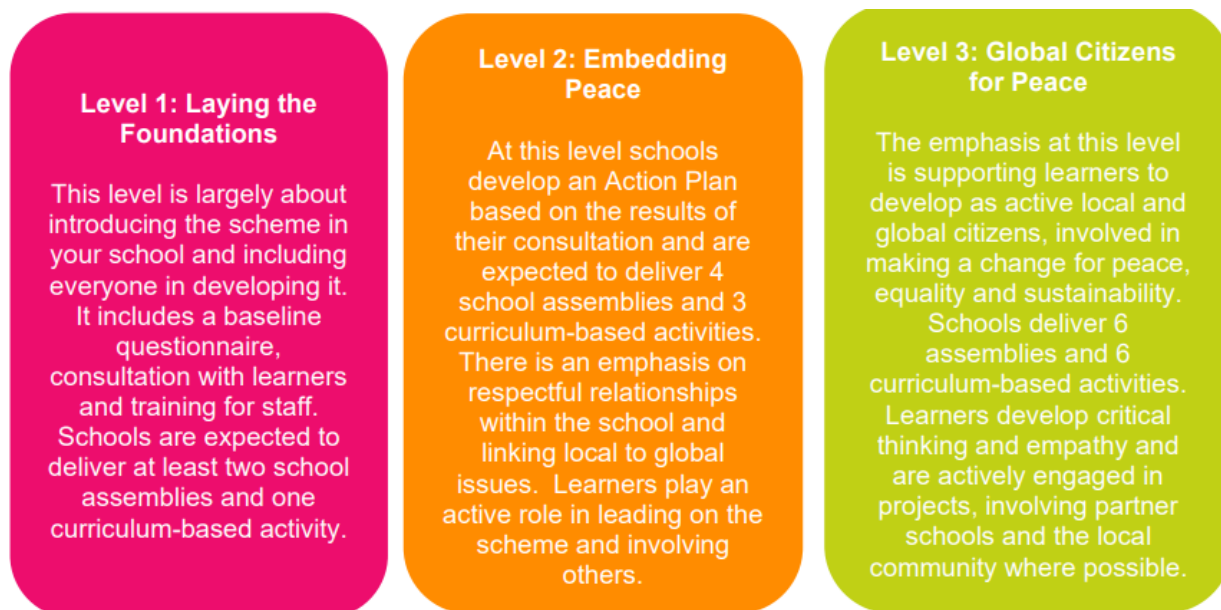 Level 1: Laying the
Foundations
This level is largely about
introducing the scheme in
your school and including
everyone in developing it.
It includes a baseline
questionnaire,
consultation with learners
and training for staff.
Schools are expected to
deliver at least two school
assemblies and one
curriculum-based activity.
Level 2: Embedding
Peace
At this level schools
develop an Action Plan
based on the results of
their consultation and are
expected to deliver 4
school assemblies and 3
curriculum-based activities.
There is an emphasis on
respectful relationships
within the school and
linking local to global
issues.  Learners play an
active role in leading on the
scheme and involving
others.
Level 3: Global Citizens
for Peace
The emphasis at this level
is supporting learners to
develop as active local and
global citizens, involved in
making a change for peace,
equality and sustainability.
Schools deliver 6
assemblies and 6
curriculum-based activities.
Learners develop critical
thinking and empathy and
are actively engaged in
projects, involving partner
schools and the local
community where possible.